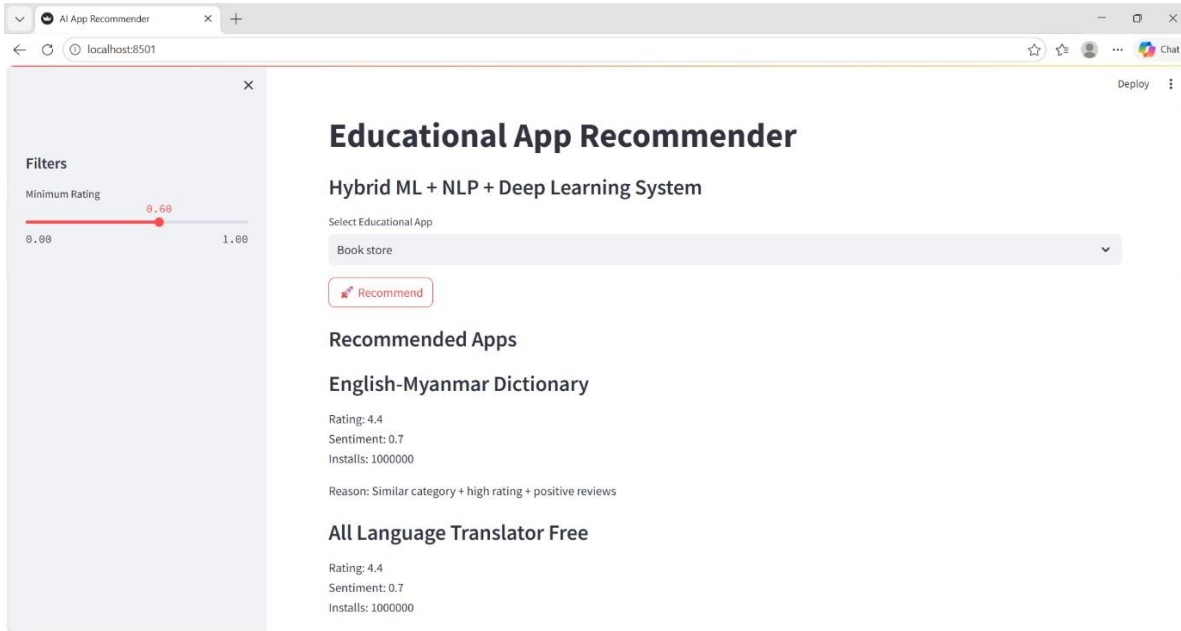 AI App Recommender
localhost:8501
Chat
Deploy
Filters
Minimum Rating
0.60
0.00 1.00
Educational App Recommender
Hybrid ML + NLP + Deep Learning System
Select Educational App
Book store
Recommend
Recommended Apps
English-Myanmar Dictionary
Rating: 4.4
Sentiment: 0.7
Installs: 1000000
Reason: Similar category + high rating + positive reviews
All Language Translator Free
Rating: 4.4
Sentiment: 0.7
Installs: 1000000